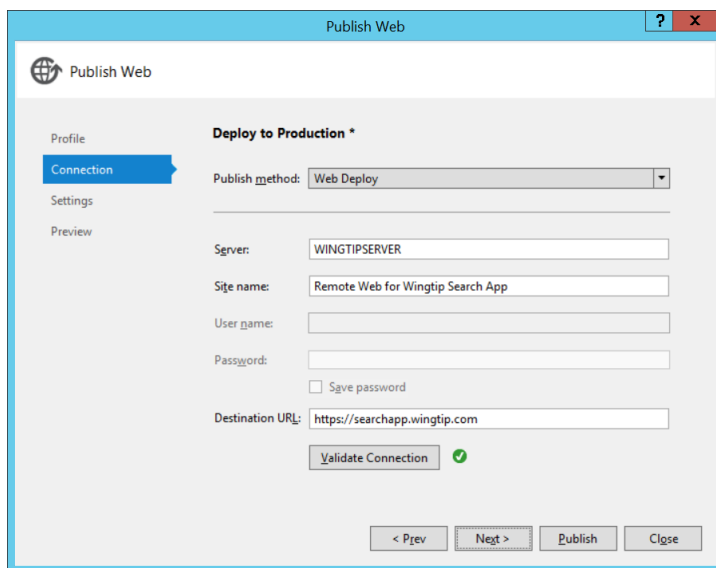 Publish Web
? X
Publish Web
Profile
Connection
Settings
Preview
Deploy to Production *
Publish method: Web Deploy
Server: WINGTIPSERVER
Site name: Remote Web for Wingtip Search App
User name:
Password:
Save password
Destination URL: https://searchapp.wingtip.com
Validate Connection
< Prev Next > Publish Close